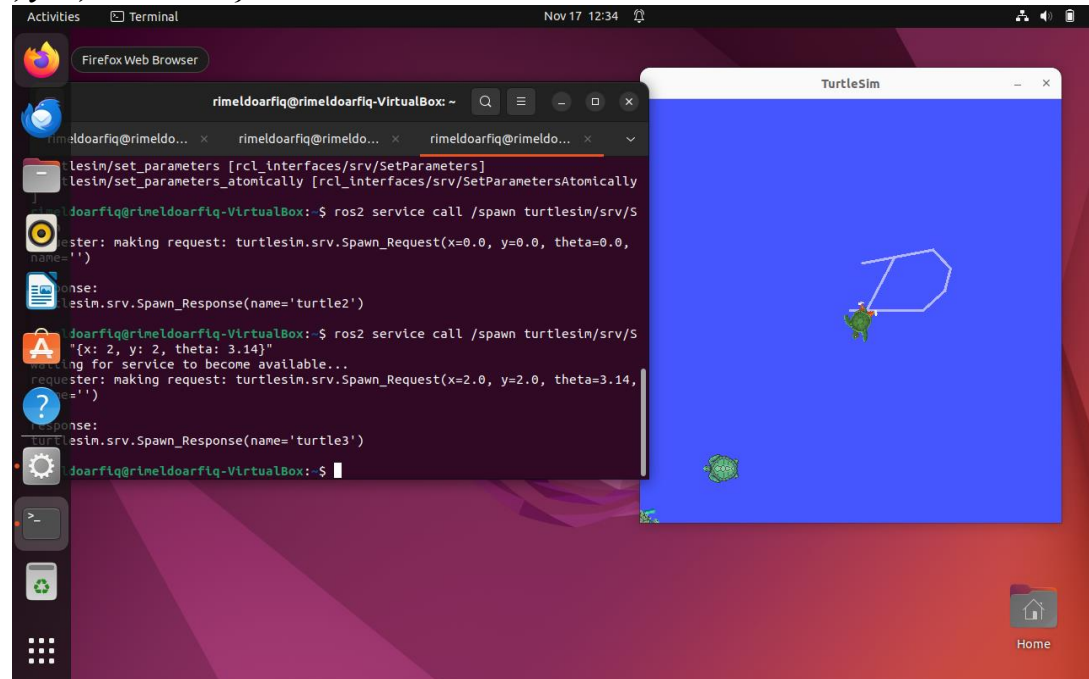 Activities Terminal Nov 17 12:34
Firefox Web Browser
TurtleSim
rimeldoarfiq@rimeldoarfiq-VirtualBox: ~
rimeldoarfiq@rimeldo... rimeldoarfiq@rimeldo... rimeldoarfiq@rimeldo...
tlesim/set_parameters [rcl_interfaces/srv/SetParameters]
tlesim/set_parameters_atomically [rcl_interfaces/srv/SetParametersAtomically
]
rimeldoarfiq@rimeldoarfiq-VirtualBox:~$ ros2 service call /spawn turtlesim/srv/S
ester: making request: turtlesim.srv.Spawn_Request(x=0.0, y=0.0, theta=0.0,
name='')
onse:
lesim.srv.Spawn_Response(name='turtle2')
doarfiq@rimeldoarfiq-VirtualBox:~$ ros2 service call /spawn turtlesim/srv/S
"{x: 2, y: 2, theta: 3.14}"
waiting for service to become available...
requester: making request: turtlesim.srv.Spawn_Request(x=2.0, y=2.0, theta=3.14,
e='')
response:
turtlesim.srv.Spawn_Response(name='turtle3')
doarfiq@rimeldoarfiq-VirtualBox:~$
Home